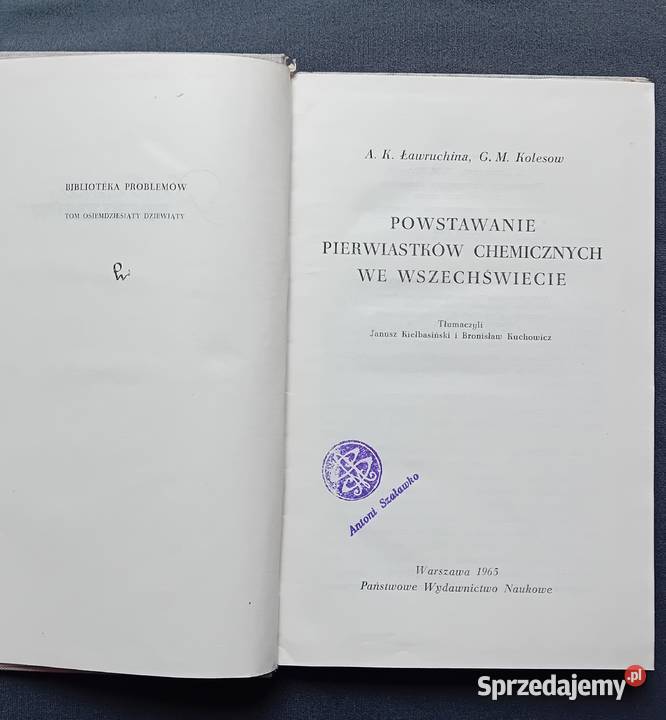 BIBLIOTEKA PROBLEMÓW
TOM OSIEMDZIESIĄTY DZIEWIĄTY
A. K. Ławruchina, G. M. Kolesow
POWSTAWANIE
PIERWIASTKÓW CHEMICZNYCH
WE WSZECHŚWIECIE
Tłumaczyli
Janusz Kiełbasiński i Bronisław Kuchowicz
Antoni Szaławko
Warszawa 1965
Państwowe Wydawnictwo Naukowe
Sprzedajemy.pl